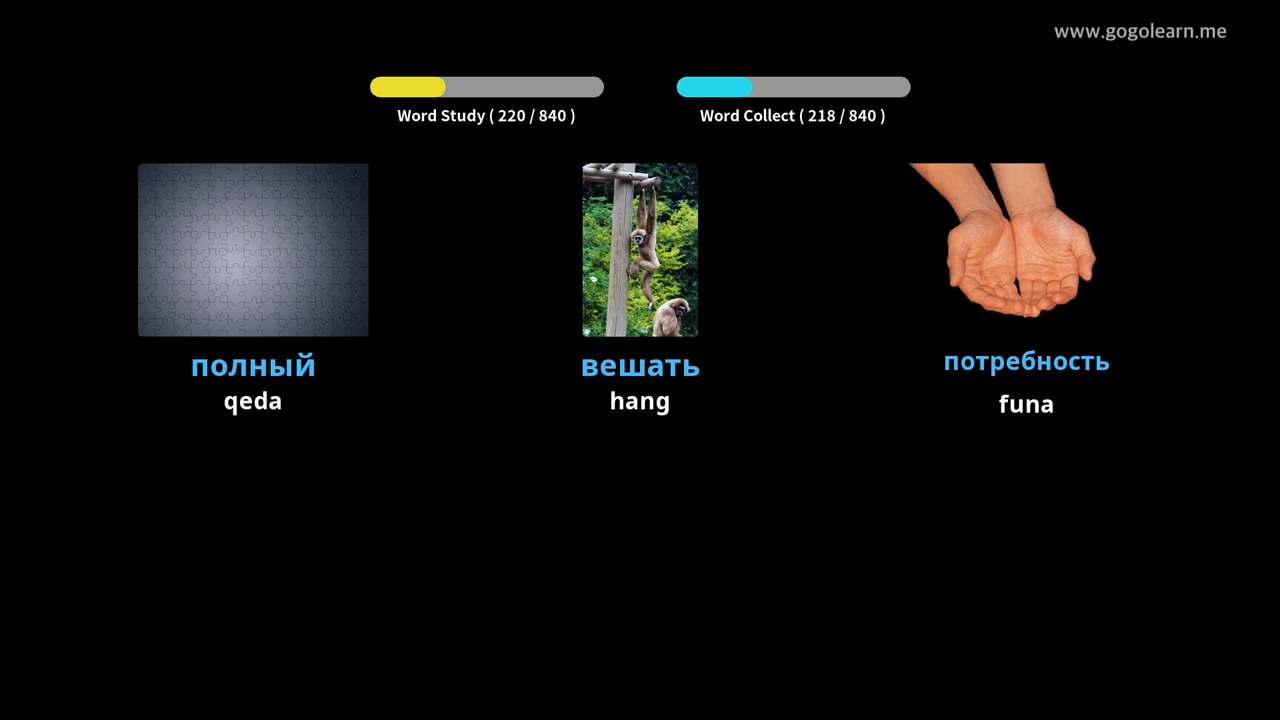 www.gogolearn.me
Word Study ( 220 / 840 )
Word Collect ( 218 / 840 )
полный
qeda
вешать
hang
потребность
funa